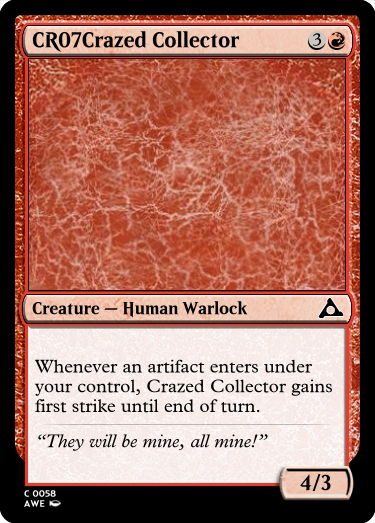 CR07Crazed Collector 3
Creature — Human Warlock
Whenever an artifact enters under
your control, Crazed Collector gains
first strike until end of turn.
“They will be mine, all mine!”
4/3
C 0058
AWE